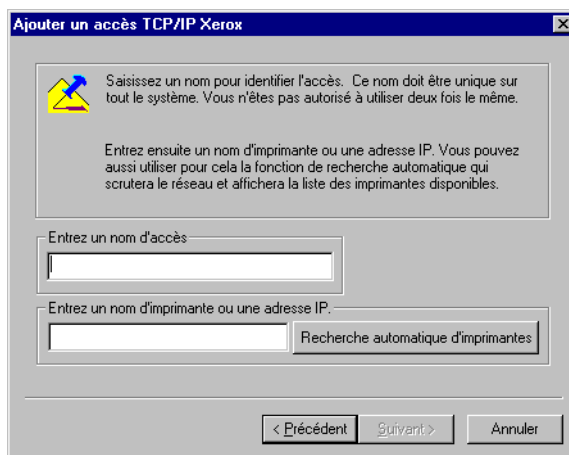 Ajouter un accès TCP/IP Xerox
Saisissez un nom pour identifier l'accès. Ce nom doit être unique sur
tout le système. Vous n'êtes pas autorisé à utiliser deux fois le même.
Entrez ensuite un nom d'imprimante ou une adresse IP. Vous pouvez
aussi utiliser pour cela la fonction de recherche automatique qui
scrutera le réseau et affichera la liste des imprimantes disponibles.
Entrez un nom d'accès
Entrez un nom d'imprimante ou une adresse IP.
Recherche automatique d'imprimantes
< Précédent
Suivant >
Annuler